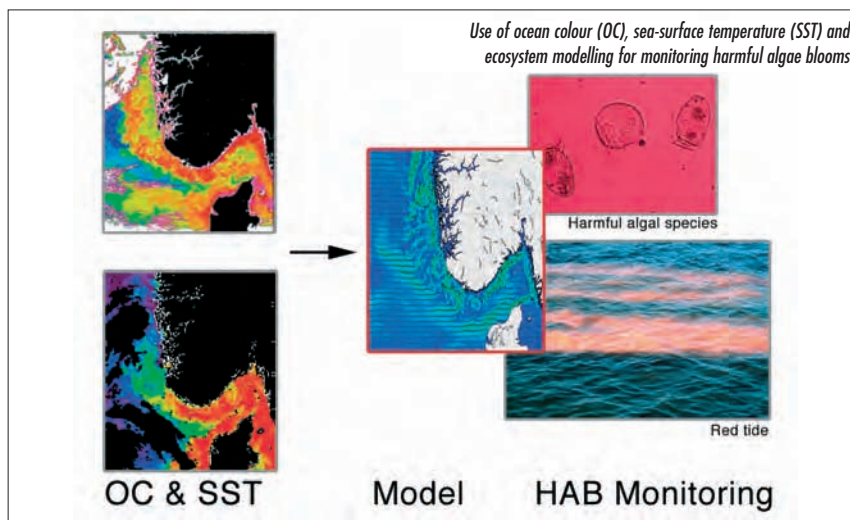 Use of ocean colour (OC), sea-surface temperature (SST) and
ecosystem modelling for monitoring harmful algae blooms
Harmful algal species
Red tide
OC & SST
Model
HAB Monitoring